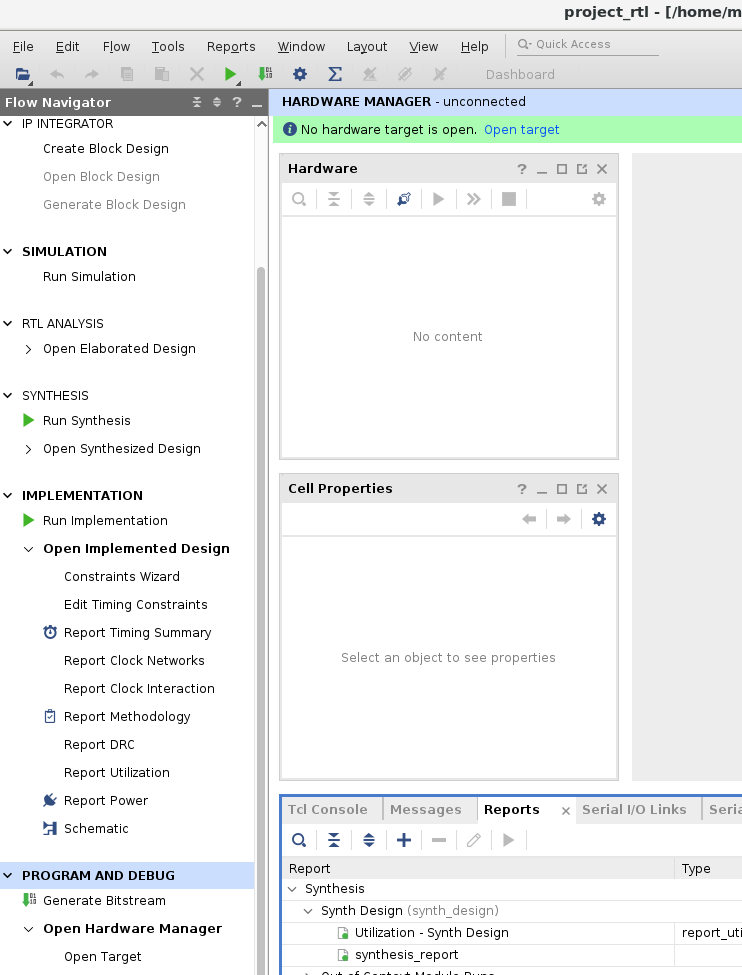 project_rtl - [/home/m
File Edit Flow Tools Reports Window Layout View Help Quick Access
Dashboard
Flow Navigator
IP INTEGRATOR
Create Block Design
Open Block Design
Generate Block Design
SIMULATION
Run Simulation
RTL ANALYSIS
Open Elaborated Design
SYNTHESIS
Run Synthesis
Open Synthesized Design
IMPLEMENTATION
Run Implementation
Open Implemented Design
Constraints Wizard
Edit Timing Constraints
Report Timing Summary
Report Clock Networks
Report Clock Interaction
Report Methodology
Report DRC
Report Utilization
Report Power
Schematic
PROGRAM AND DEBUG
Generate Bitstream
Open Hardware Manager
Open Target
HARDWARE MANAGER - unconnected
No hardware target is open. Open target
Hardware
No content
Cell Properties
Select an object to see properties
Tcl Console Messages Reports Serial I/O Links Seria
Report Type
Synthesis
Synth Design (synth_design)
Utilization - Synth Design report_uti
synthesis_report
Out of Context Module Runs